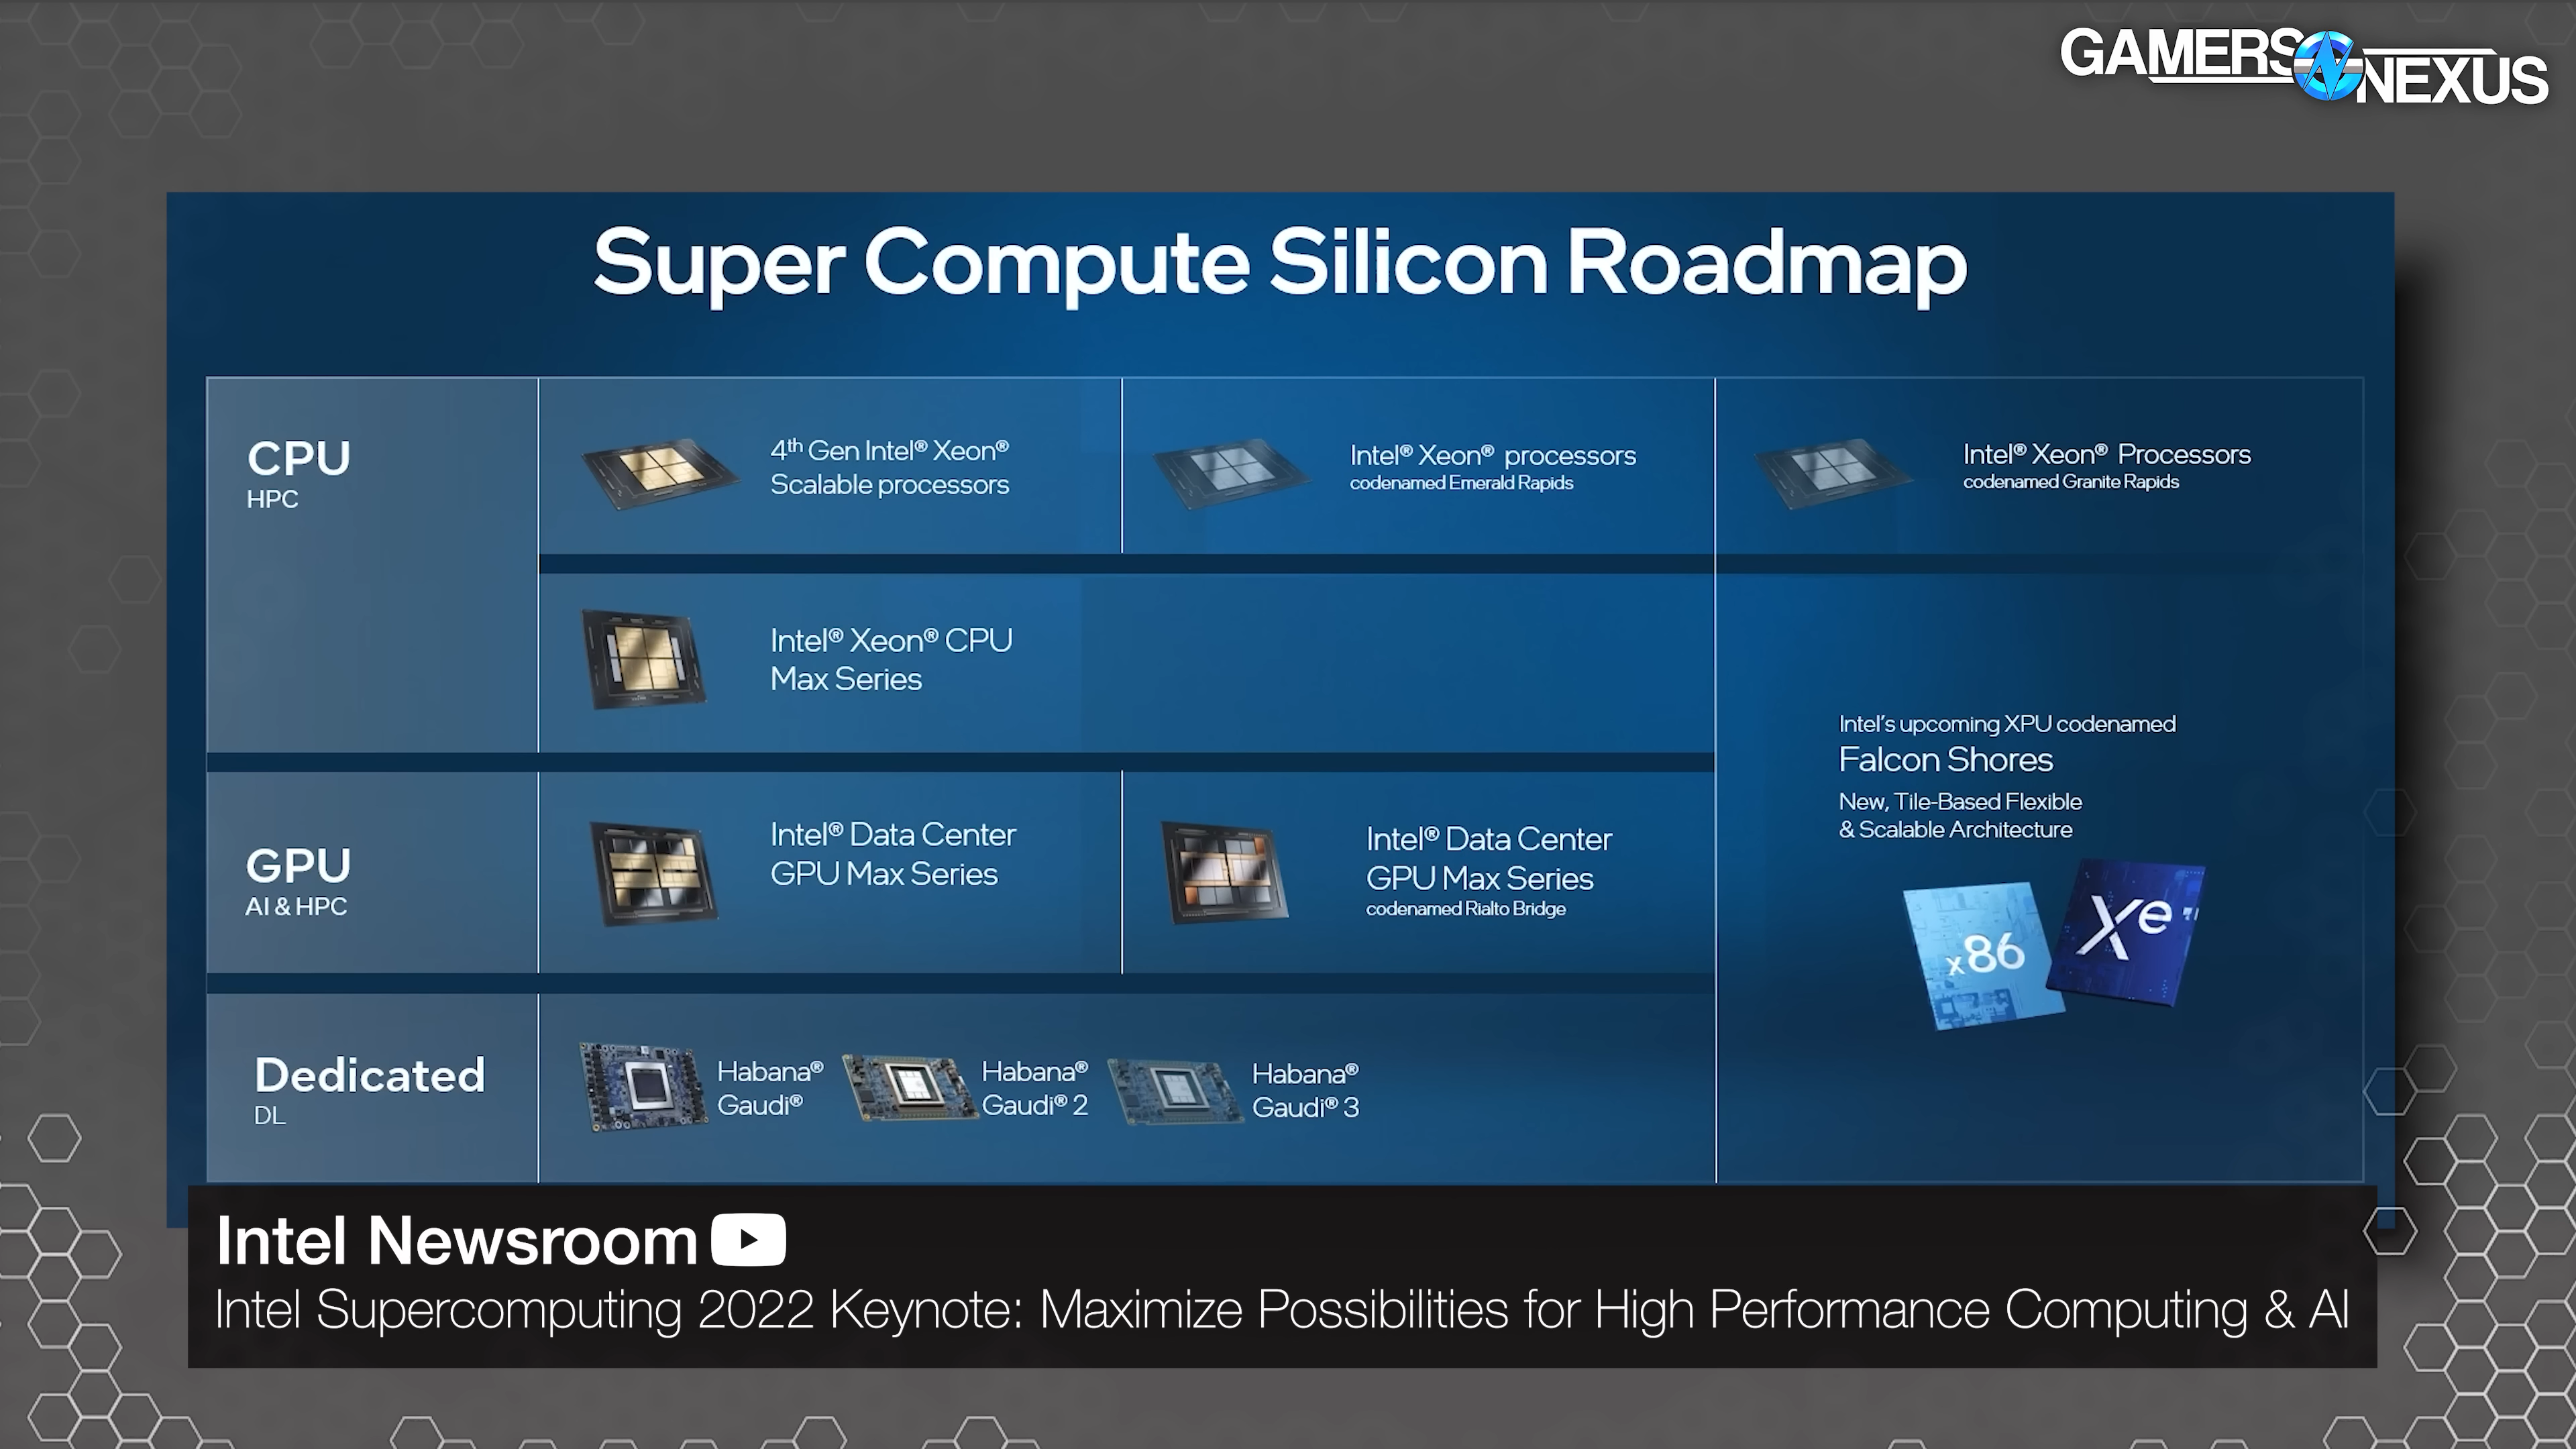 GAMERS NEXUS
Super Compute Silicon Roadmap
CPU
HPC
4th Gen Intel® Xeon®
Scalable processors
Intel® Xeon® processors
codenamed Emerald Rapids
Intel® Xeon® Processors
codenamed Granite Rapids
Intel® Xeon® CPU
Max Series
GPU
AI & HPC
Intel® Data Center
GPU Max Series
Intel® Data Center
GPU Max Series
codenamed Rialto Bridge
Intel's upcoming XPU codenamed
Falcon Shores
New, Tile-Based Flexible
& Scalable Architecture
x86
Xe
Dedicated
DL
Habana®
Gaudi®
Habana®
Gaudi® 2
Habana®
Gaudi® 3
Intel Newsroom
Intel Supercomputing 2022 Keynote: Maximize Possibilities for High Performance Computing & AI